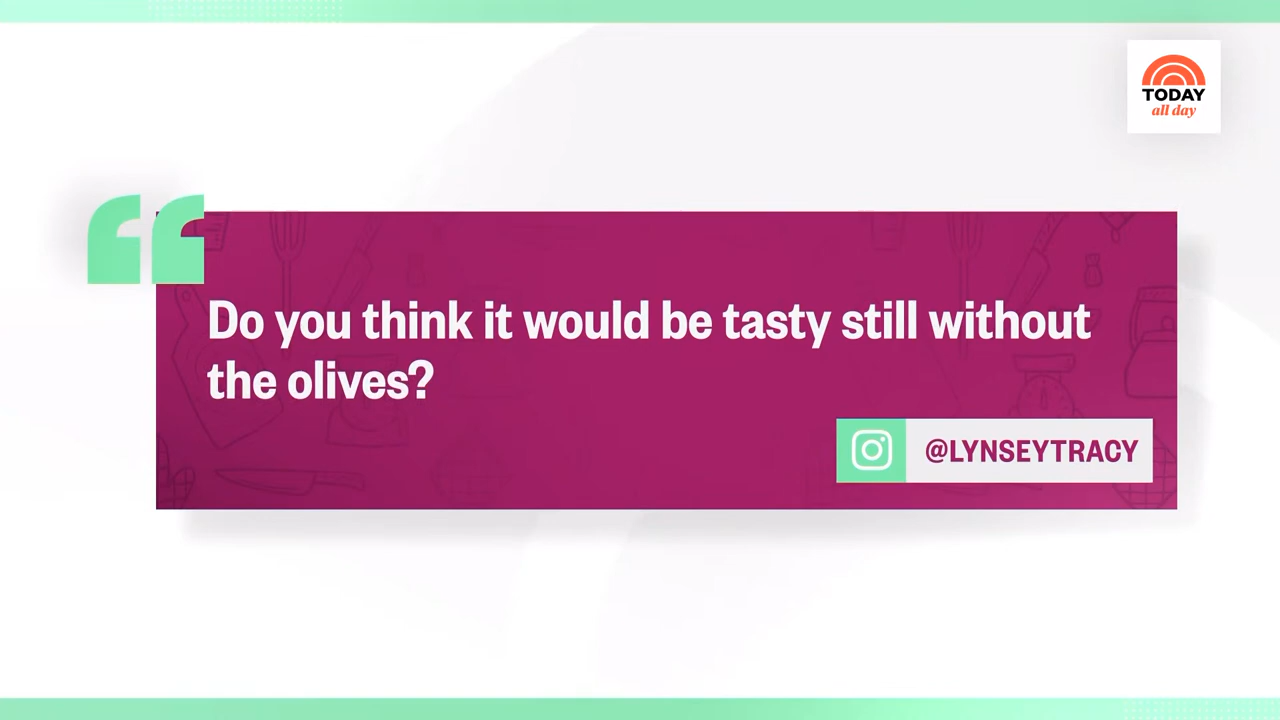 TODAY
all day
Do you think it would be tasty still without
the olives?
@LYNSEYTRACY